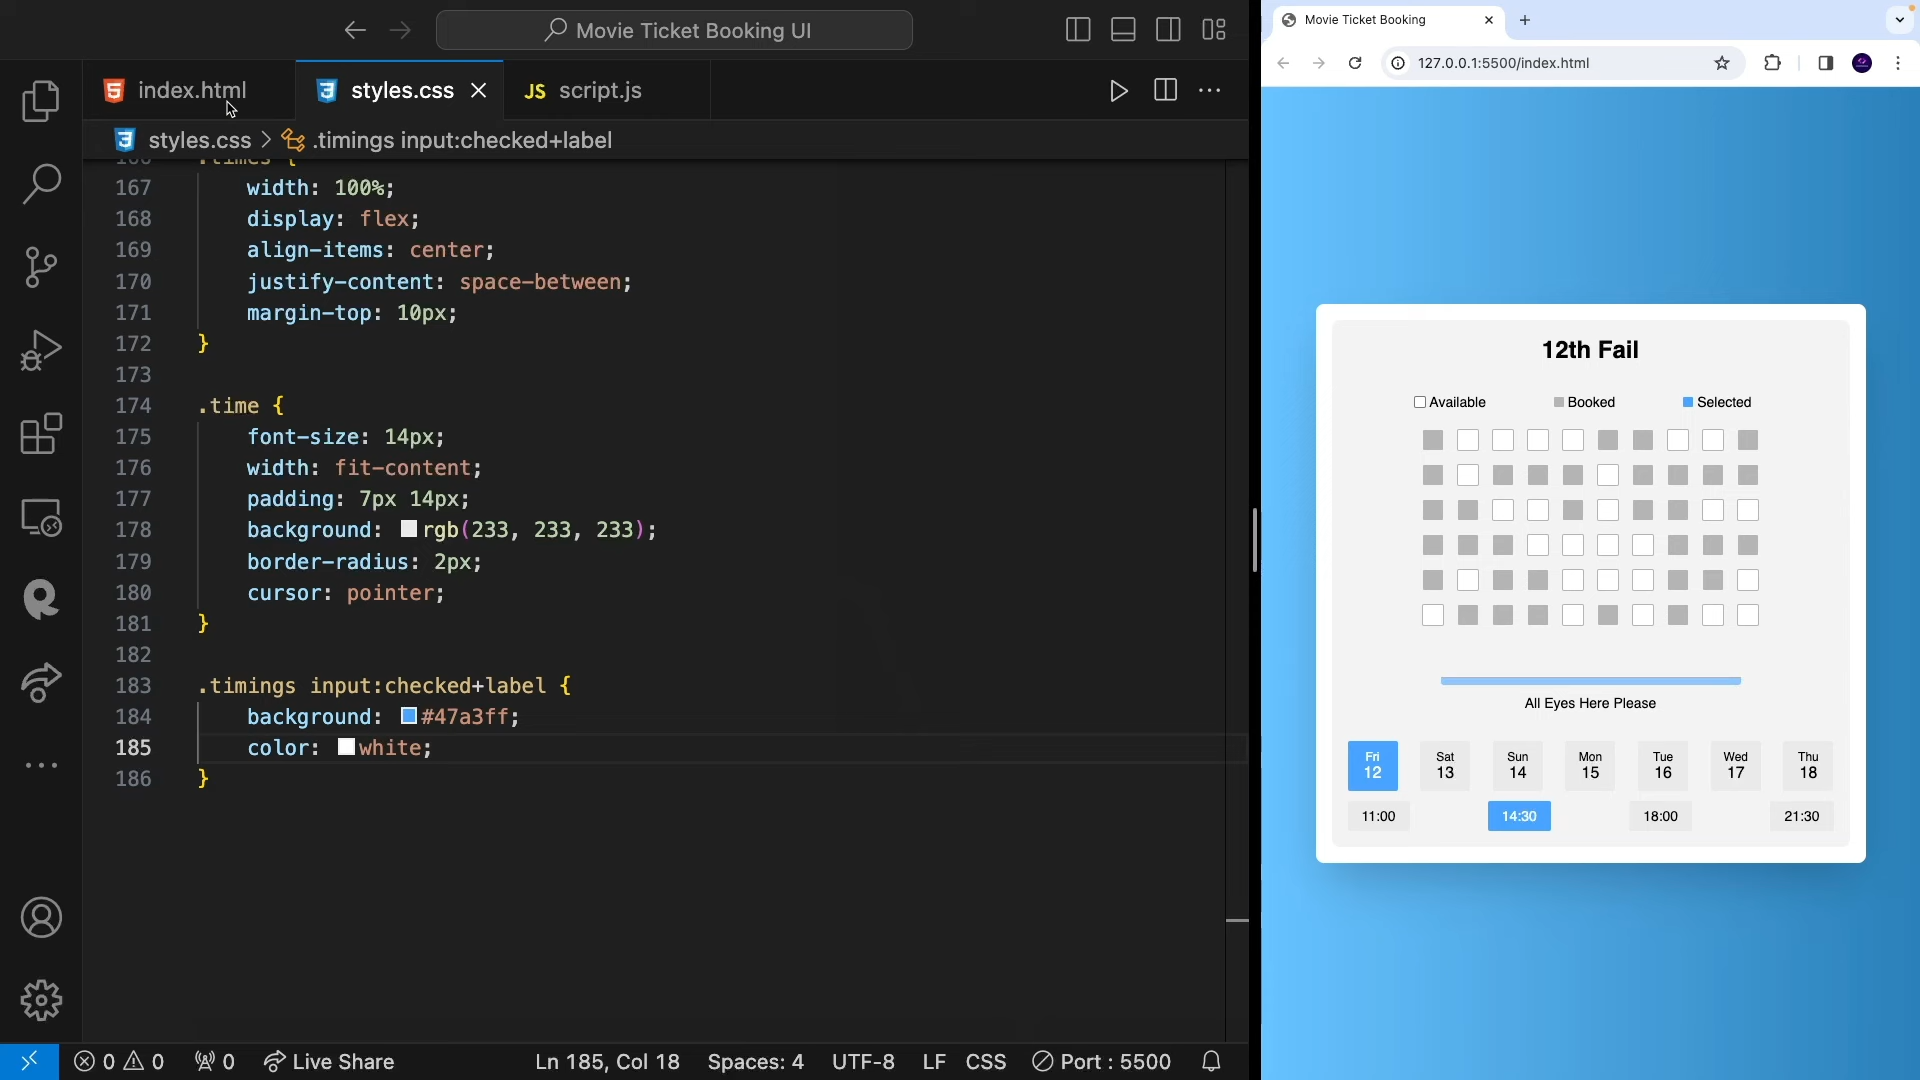 Movie Ticket Booking UI
index.html
styles.css
JS script.js
styles.css > .timings input:checked+label
166 .times {
167 width: 100%;
168 display: flex;
169 align-items: center;
170 justify-content: space-between;
171 margin-top: 10px;
172 }
173
174 .time {
175 font-size: 14px;
176 width: fit-content;
177 padding: 7px 14px;
178 background: rgb(233, 233, 233);
179 border-radius: 2px;
180 cursor: pointer;
181 }
182
183 .timings input:checked+label {
184 background: #47a3ff;
185 color: white;
186 }
0 0 0 Live Share Ln 185, Col 18 Spaces: 4 UTF-8 LF CSS Port : 5500
Movie Ticket Booking
127.0.0.1:5500/index.html
12th Fail
Available Booked Selected
All Eyes Here Please
Fri Sat Sun Mon Tue Wed Thu
12 13 14 15 16 17 18
11:00 14:30 18:00 21:30